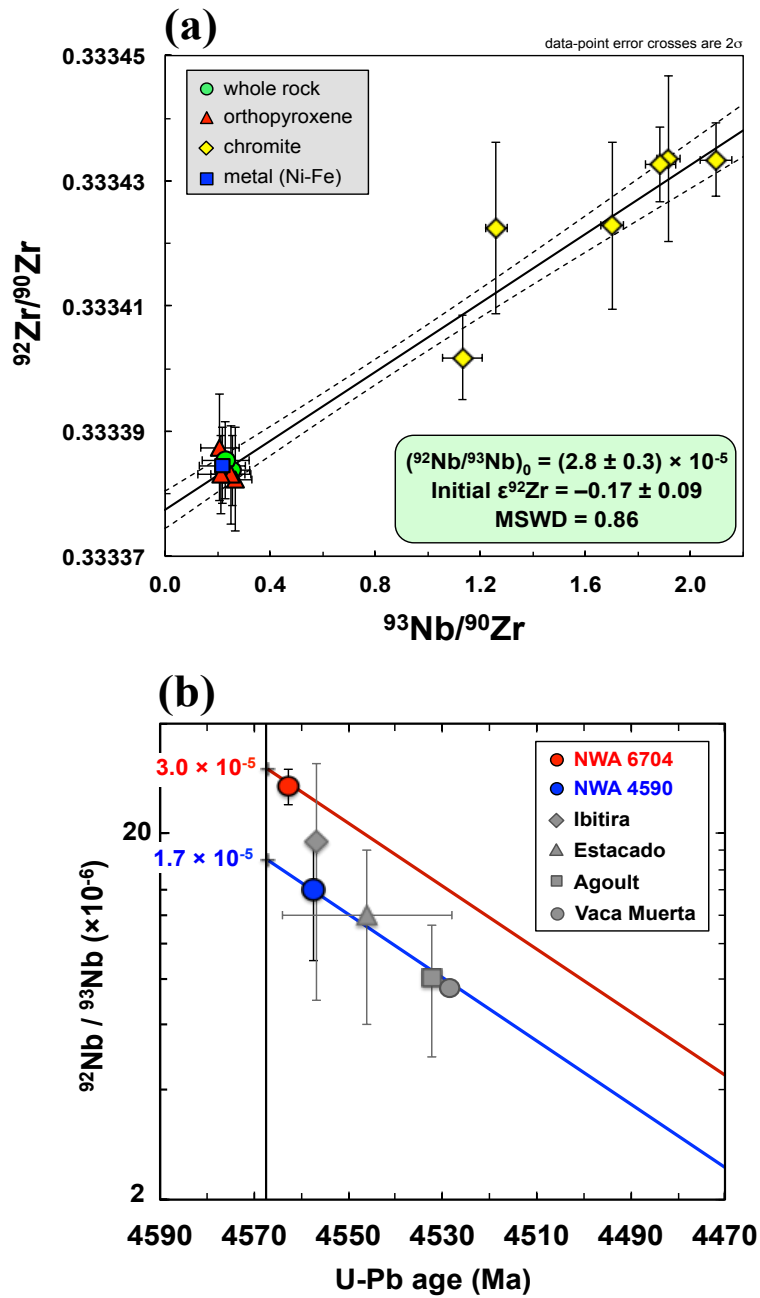 (a)
data-point error crosses are 2σ
0.333345
0.33343
0.33341
0.33339
0.33337
whole rock
orthopyroxene
chromite
metal (Ni-Fe)
⁹²Zr/⁹⁰Zr
(⁹²Nb/⁹³Nb)₀ = (2.8 ± 0.3) × 10⁻⁵
Initial ε⁹²Zr = –0.17 ± 0.09
MSWD = 0.86
0.0 0.4 0.8 1.2 1.6 2.0
⁹³Nb/⁹⁰Zr
(b)
3.0 × 10⁻⁵
20
1.7 × 10⁻⁵
2
NWA 6704
NWA 4590
Ibitira
Estacado
Agoult
Vaca Muerta
⁹²Nb / ⁹³Nb (×10⁻⁶)
4590 4570 4550 4530 4510 4490 4470
U-Pb age (Ma)